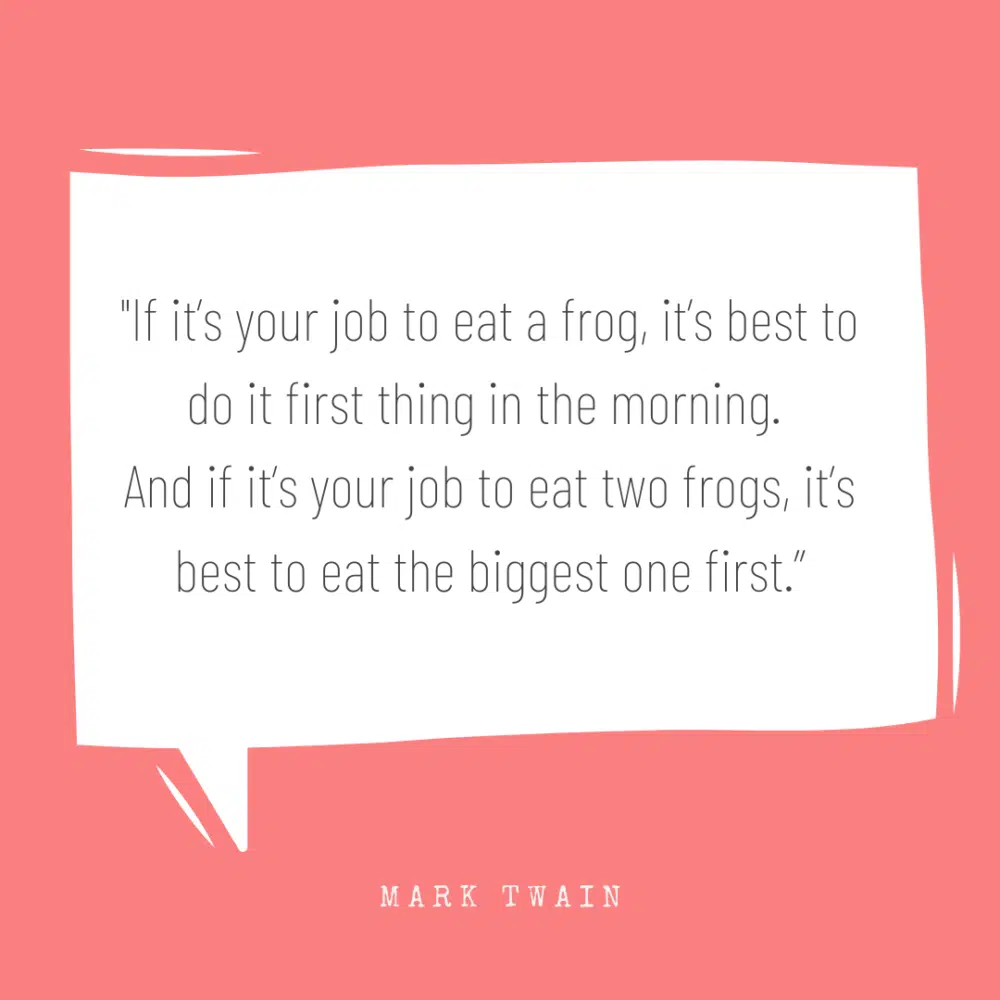 "If it’s your job to eat a frog, it’s best to
do it first thing in the morning.
And if it’s your job to eat two frogs, it’s
best to eat the biggest one first.”
MARK TWAIN